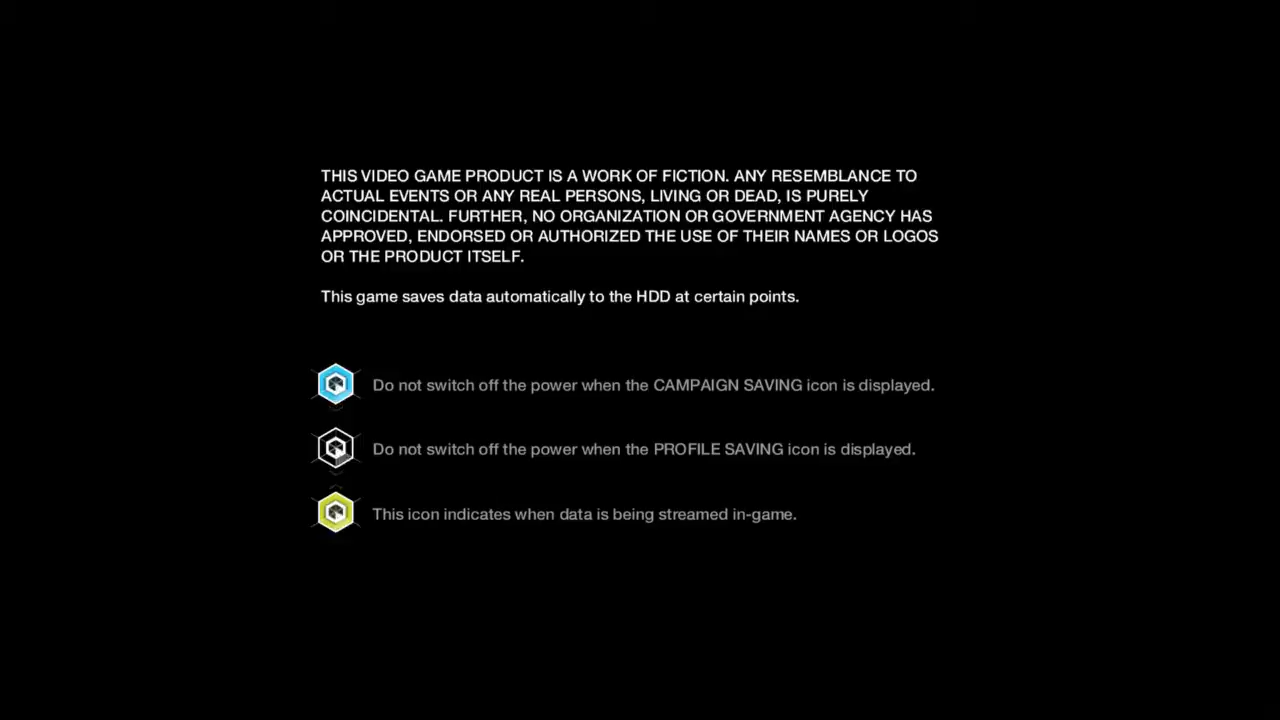 THIS VIDEO GAME PRODUCT IS A WORK OF FICTION. ANY RESEMBLANCE TO
ACTUAL EVENTS OR ANY REAL PERSONS, LIVING OR DEAD, IS PURELY
COINCIDENTAL. FURTHER, NO ORGANIZATION OR GOVERNMENT AGENCY HAS
APPROVED, ENDORSED OR AUTHORIZED THE USE OF THEIR NAMES OR LOGOS
OR THE PRODUCT ITSELF.
This game saves data automatically to the HDD at certain points.
Do not switch off the power when the CAMPAIGN SAVING icon is displayed.
Do not switch off the power when the PROFILE SAVING icon is displayed.
This icon indicates when data is being streamed in-game.